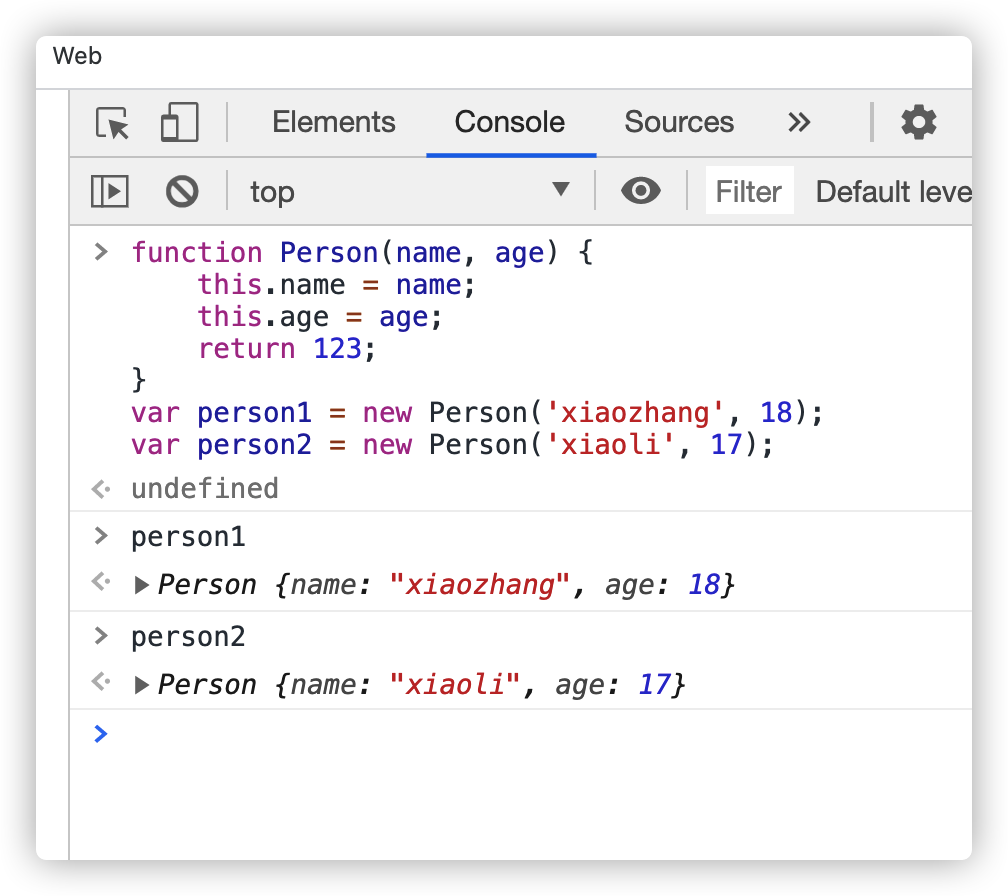 Web
Elements Console Sources
top Filter Default leve
function Person(name, age) {
    this.name = name;
    this.age = age;
    return 123;
}
var person1 = new Person('xiaozhang', 18);
var person2 = new Person('xiaoli', 17);
undefined
person1
Person {name: "xiaozhang", age: 18}
person2
Person {name: "xiaoli", age: 17}